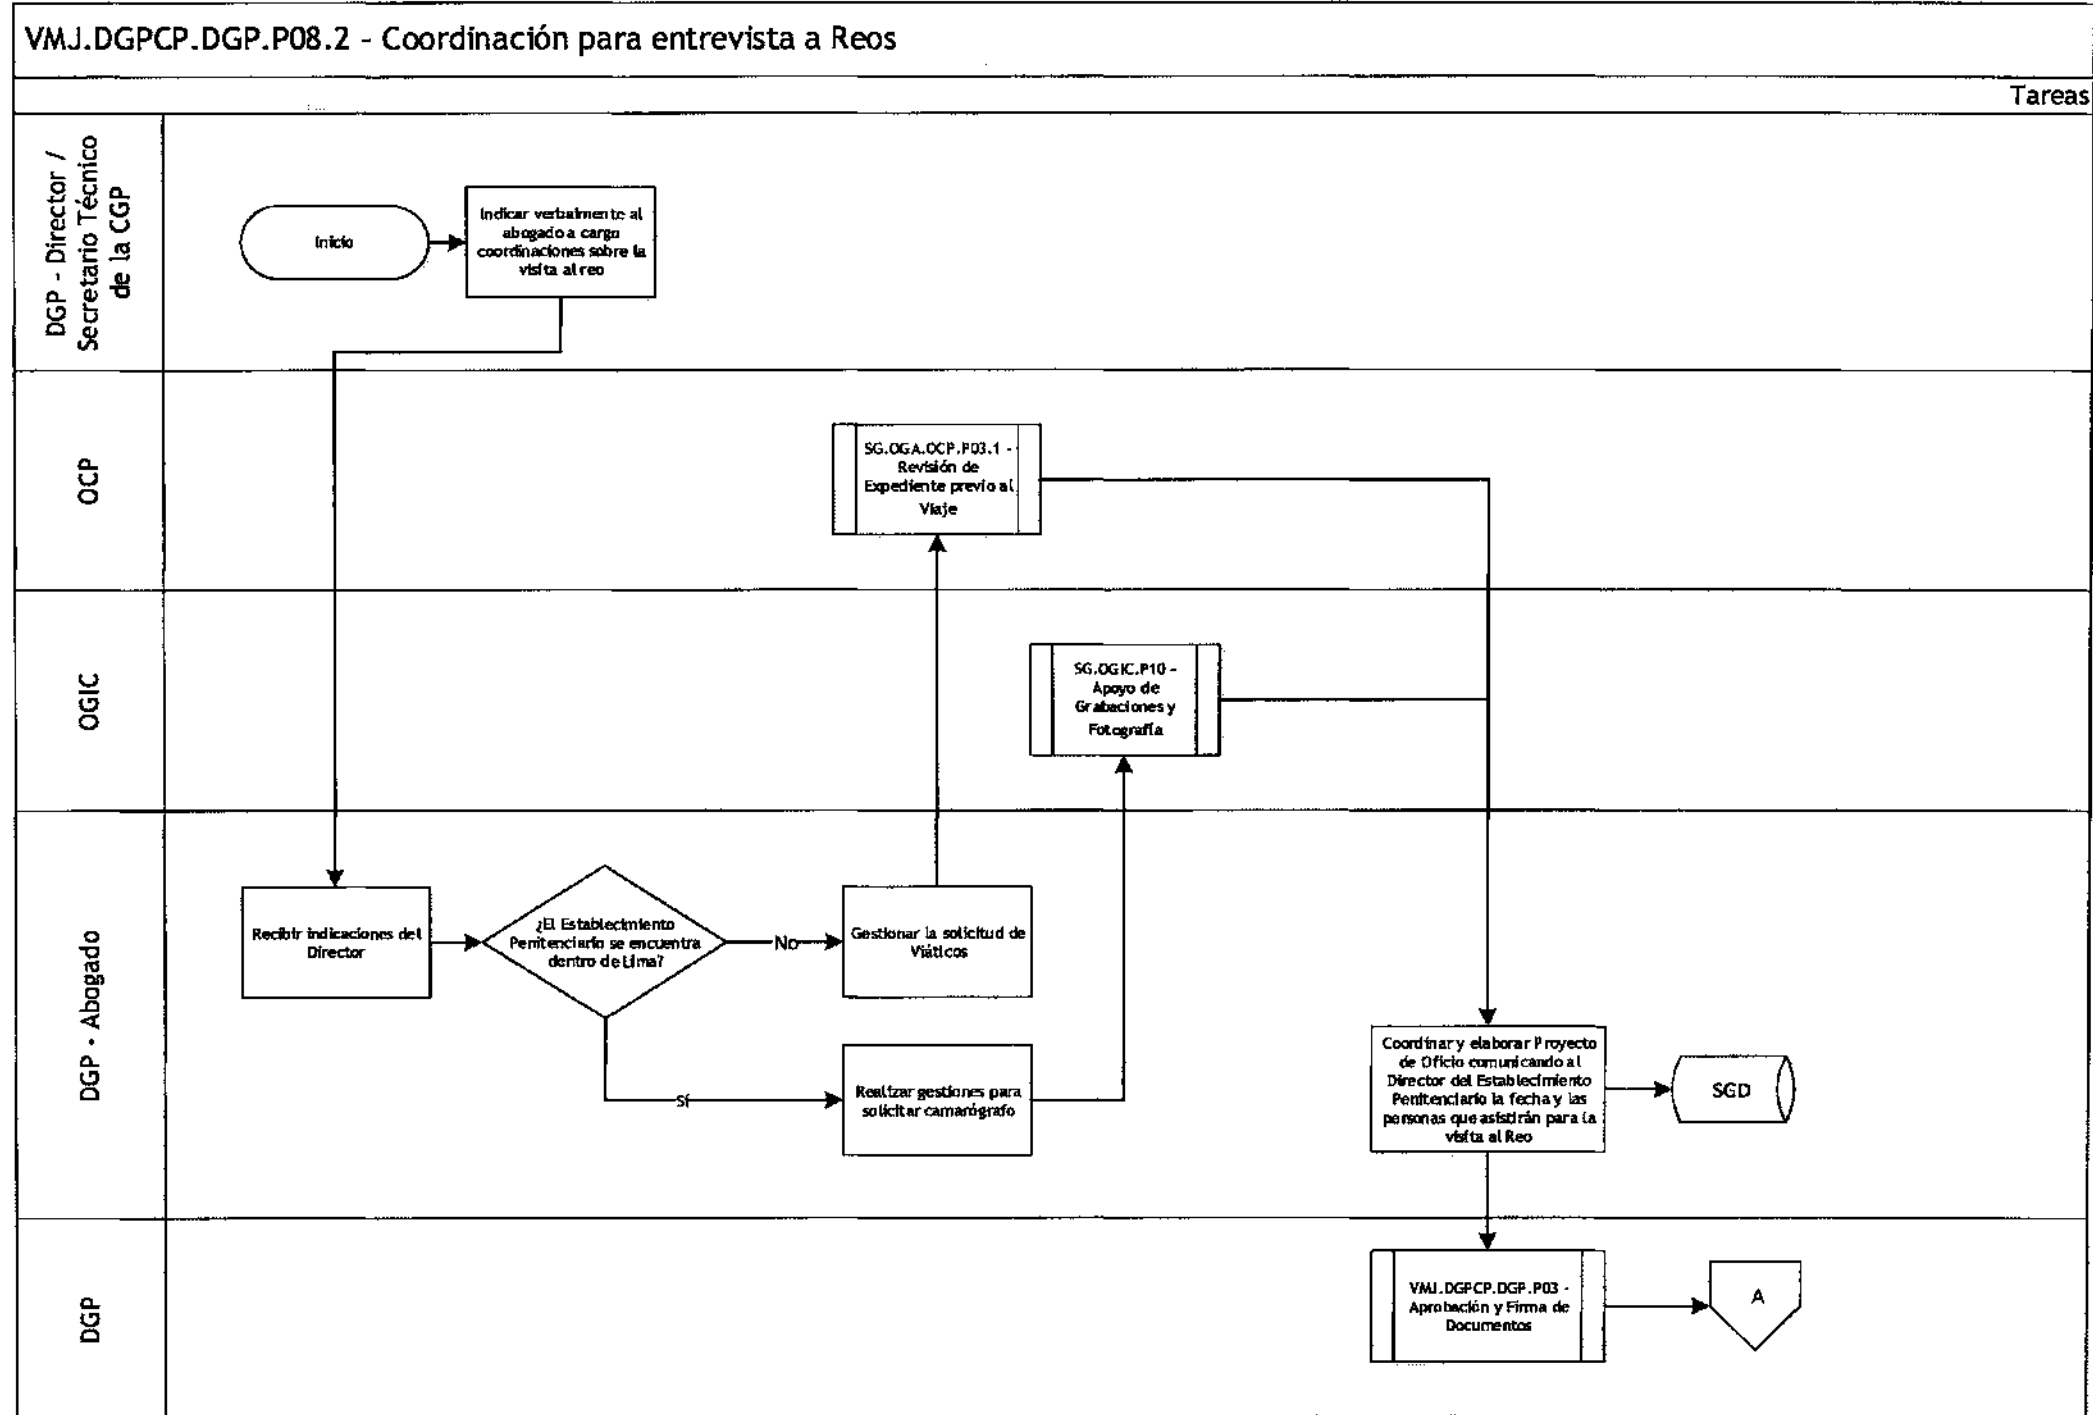 VMJ.DGPCP.DGP.P08.2 - Coordinación para entrevista a Reos
Tareas
DGP - Director /
Secretario Técnico
de la CGP
Inicio
Indicar verbalmente al
abogado a cargo
coordinaciones sobre la
visita al reo
OCP
SG.OGA.OCP.P03.1 -
Revisión de
Expediente previo al
Viaje
OGIC
SG.OGIC.P10 -
Apoyo de
Grabaciones y
Fotografía
DGP - Abogado
Recibir indicaciones del
Director
¿El Establecimiento
Penitenciario se encuentra
dentro de Lima?
No
Gestionar la solicitud de
Viáticos
Sí
Realizar gestiones para
solicitar camarógrafo
Coordinar y elaborar Proyecto
de Oficio comunicando al
Director del Establecimiento
Penitenciario la fecha y las
personas que asistirán para la
visita al Reo
SGD
DGP
VMJ.DGPCP.DGP.P03 -
Aprobación y Firma de
Documentos
A